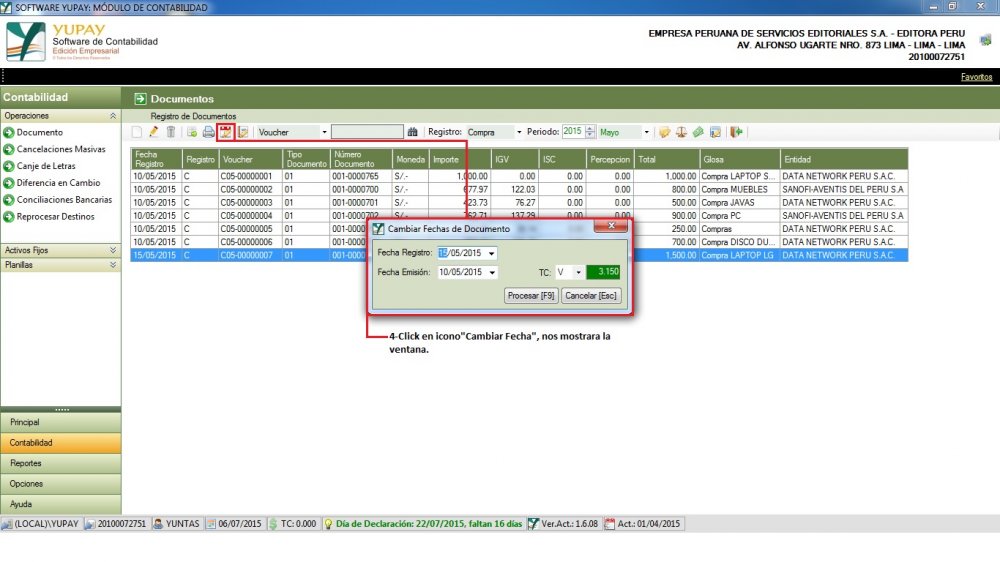 SOFTWARE YUPAY: MÓDULO DE CONTABILIDAD
YUPAY
Software de Contabilidad
Edición Empresarial
EMPRESA PERUANA DE SERVICIOS EDITORIALES S.A. - EDITORA PERU
AV. ALFONSO UGARTE NRO. 873 LIMA - LIMA - LIMA
20100072751
Favoritos
Contabilidad
Operaciones
Documento
Cancelaciones Masivas
Canje de Letras
Diferencia en Cambio
Conciliaciones Bancarias
Reprocesar Destinos
Activos Fijos
Planillas
Principal
Contabilidad
Reportes
Opciones
Ayuda
Documentos
Registro de Documentos
Voucher Registro: Compra Periodo: 2015 Mayo
Fecha Registro Registro Voucher Tipo Documento Número Documento Moneda Importe IGV ISC Percepcion Total Glosa Entidad
10/05/2015 C C05-00000001 01 001-0000765 S/.- 1,000.00 0.00 0.00 0.00 1,000.00 Compra LAPTOP S... DATA NETWORK PERU S.A.C.
10/05/2015 C C05-00000002 01 001-0000700 S/.- 677.97 122.03 0.00 0.00 800.00 Compra MUEBLES SANOFI-AVENTIS DEL PERU S.A
10/05/2015 C C05-00000003 01 001-0000701 S/.- 423.73 76.27 0.00 0.00 500.00 Compra JAVAS DATA NETWORK PERU S.A.C.
10/05/2015 C C05-00000004 01 001-0000702 S/.- 762.71 137.29 0.00 0.00 900.00 Compra PC SANOFI-AVENTIS DEL PERU S.A
10/05/2015 C C05-00000005 01 001-0000 250.00 Compras DATA NETWORK PERU S.A.C.
10/05/2015 C C05-00000006 01 001-0000 700.00 Compra DISCO DU... DATA NETWORK PERU S.A.C.
15/05/2015 C C05-00000007 01 001-0000 1,500.00 Compra LAPTOP LG DATA NETWORK PERU S.A.C.
Cambiar Fechas de Documento
Fecha Registro: 15/05/2015
Fecha Emisión: 10/05/2015 TC: V 3.150
Procesar [F9] Cancelar [Esc]
4-Click en icono"Cambiar Fecha", nos mostrara la
ventana.
(LOCAL)\YUPAY 20100072751 YUNTAS 06/07/2015 TC: 0.000 Día de Declaración: 22/07/2015, faltan 16 días Ver.Act.: 1.6.08 Act.: 01/04/2015